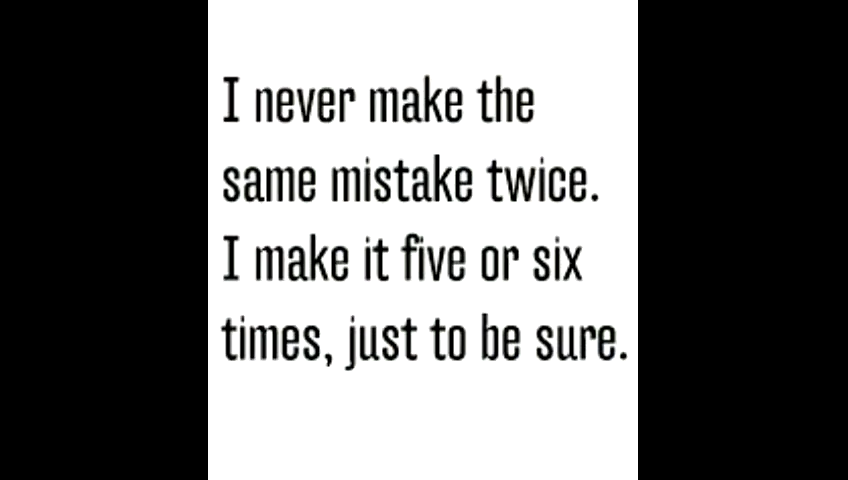 I never make the
same mistake twice.
I make it five or six
times, just to be sure.